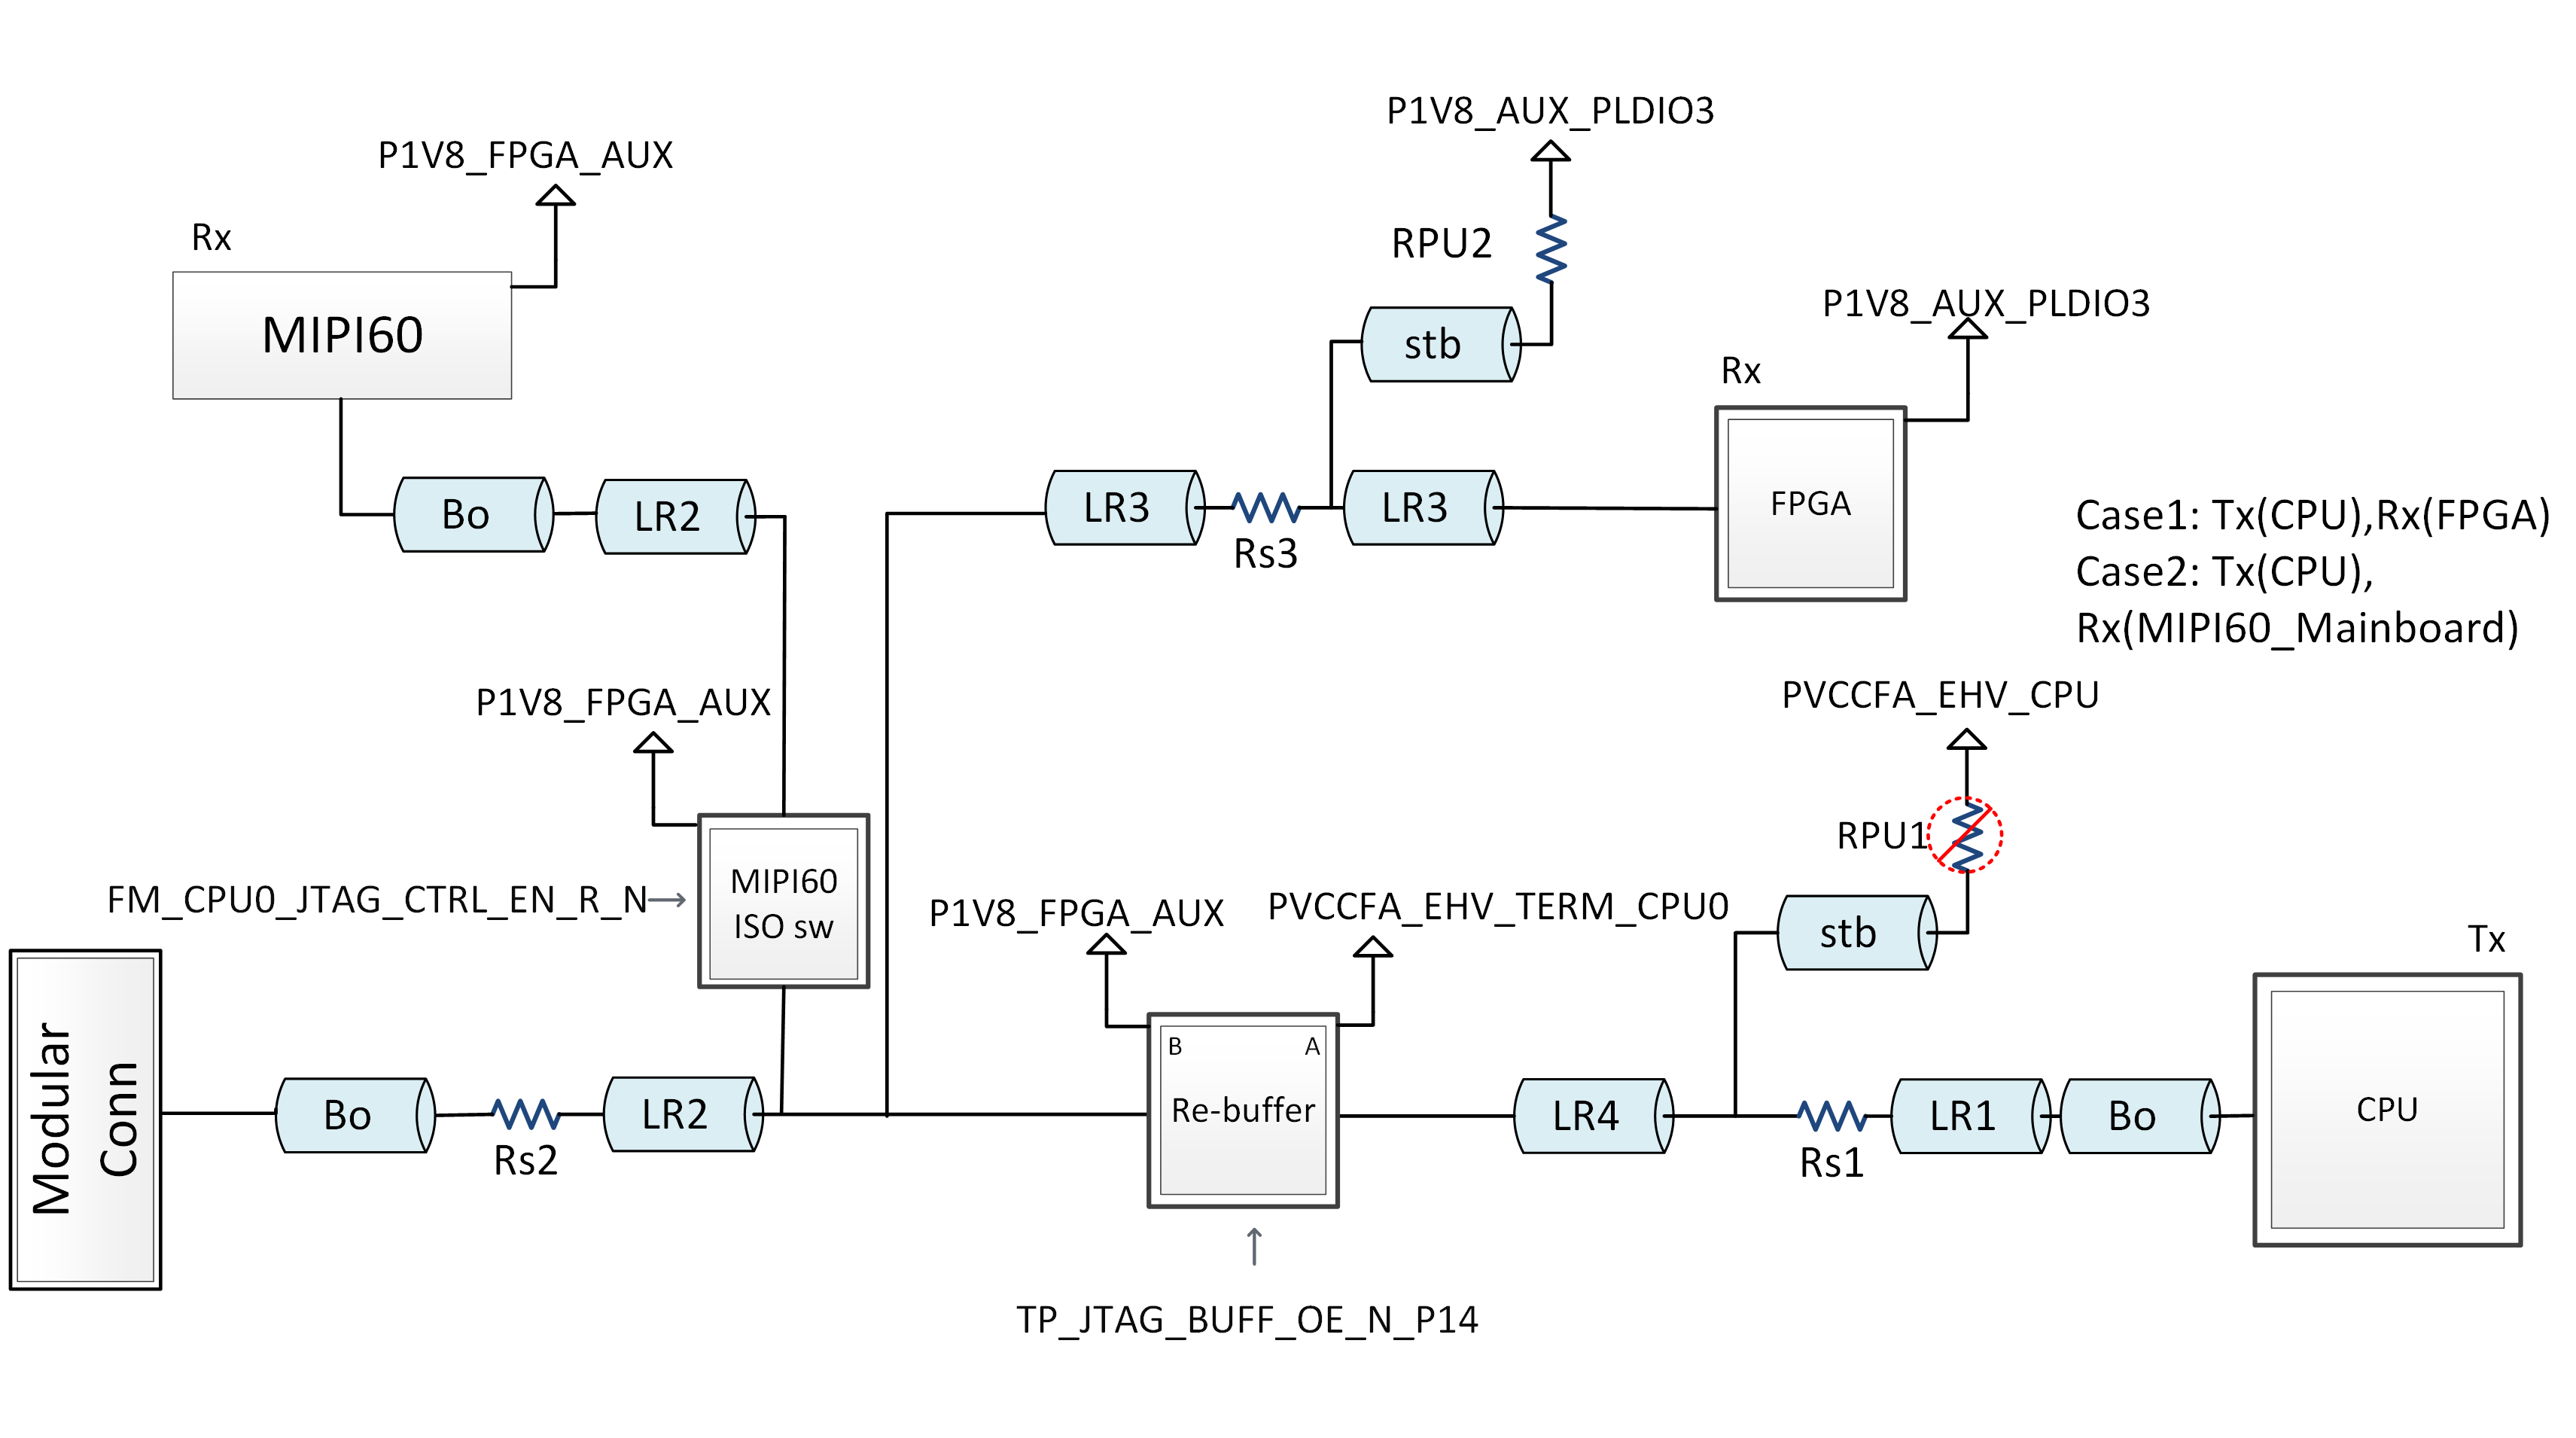 P1V8_AUX_PLDIO3
P1V8_FPGA_AUX
Rx
RPU2
MIPI60
stb
P1V8_AUX_PLDIO3
Rx
Bo
LR2
LR3
Rs3
LR3
FPGA
Case1: Tx(CPU),Rx(FPGA)
Case2: Tx(CPU),
Rx(MIPI60_Mainboard)
P1V8_FPGA_AUX
PVCCFA_EHV_CPU
RPU1
FM_CPU0_JTAG_CTRL_EN_R_N
MIPI60
ISO sw
P1V8_FPGA_AUX
PVCCFA_EHV_TERM_CPU0
stb
Tx
Modular
Conn
Bo
Rs2
LR2
B
A
Re-buffer
LR4
Rs1
LR1
Bo
CPU
TP_JTAG_BUFF_OE_N_P14